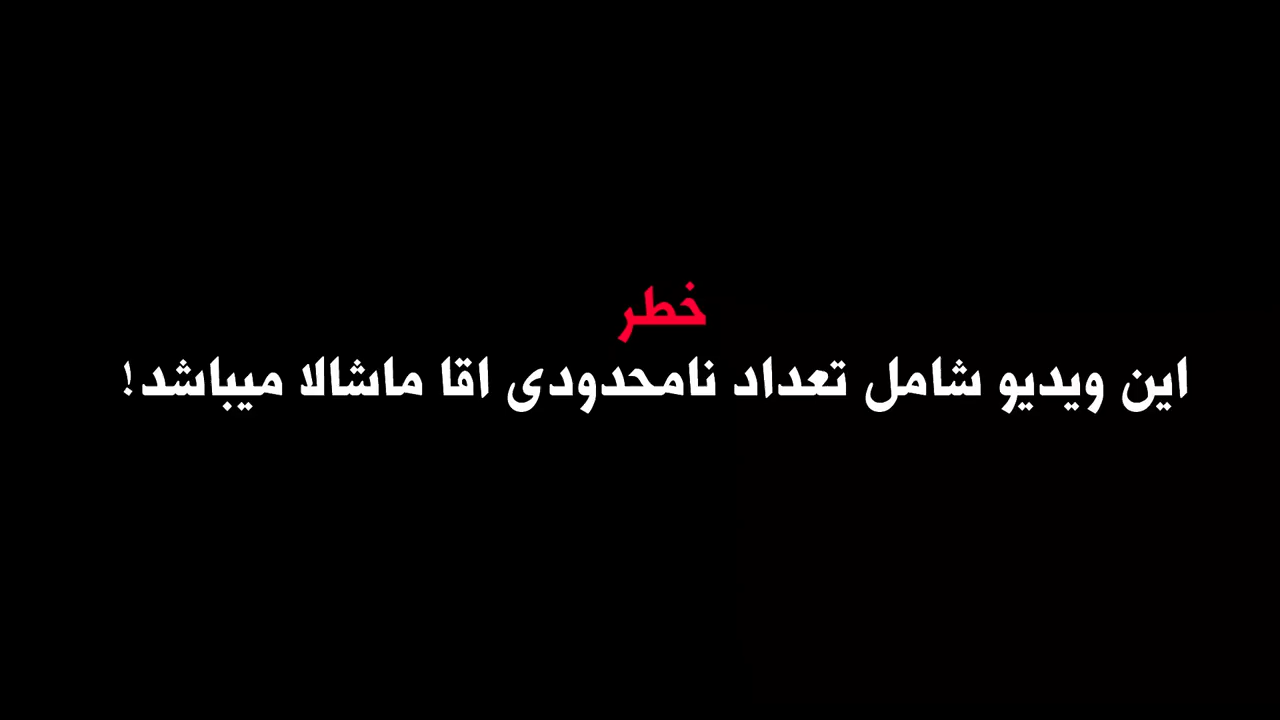 خطر
این ویدیو شامل تعداد نامحدودی اقا ماشالا میباشد!